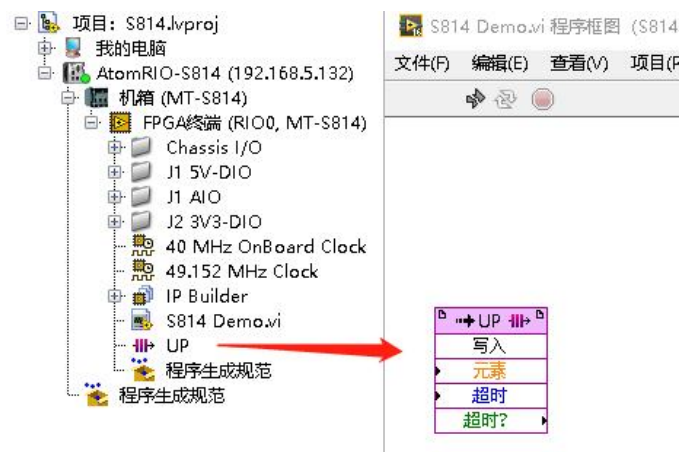 项目：S814.lvproj
我的电脑
AtomRIO-S814 (192.168.5.132)
机箱 (MT-S814)
FPGA终端 (RIO0, MT-S814)
Chassis I/O
J1 5V-DIO
J1 AIO
J2 3V3-DIO
40 MHz OnBoard Clock
49.152 MHz Clock
IP Builder
S814 Demo.vi
UP
程序生成规范
程序生成规范
S814 Demo.vi 程序框图 (S814
文件(F) 编辑(E) 查看(V) 项目(P
UP
写入
元素
超时
超时?